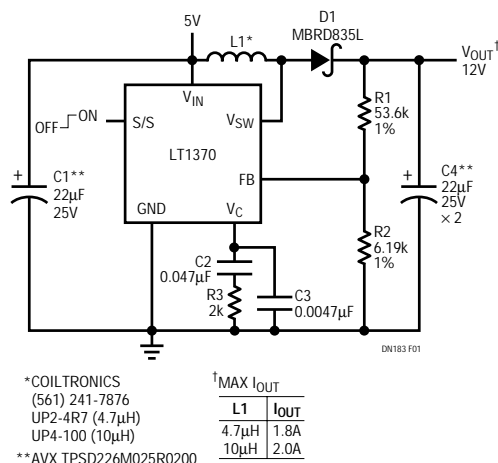 5V
L1*
D1
MBRD835L
VOUT†
12V
VIN
OFF ON
S/S
VSW
R1
53.6k
1%
LT1370
C1**
22µF
25V
+
FB
C4**
22µF
25V
× 2
+
GND
VC
C2
0.047µF
R2
6.19k
1%
R3
2k
C3
0.0047µF
DN183 F01
*COILTRONICS
(561) 241-7876
UP2-4R7 (4.7µH)
UP4-100 (10µH)
**AVX TPSD226M025R0200
†MAX IOUT
L1 IOUT
4.7µH 1.8A
10µH 2.0A